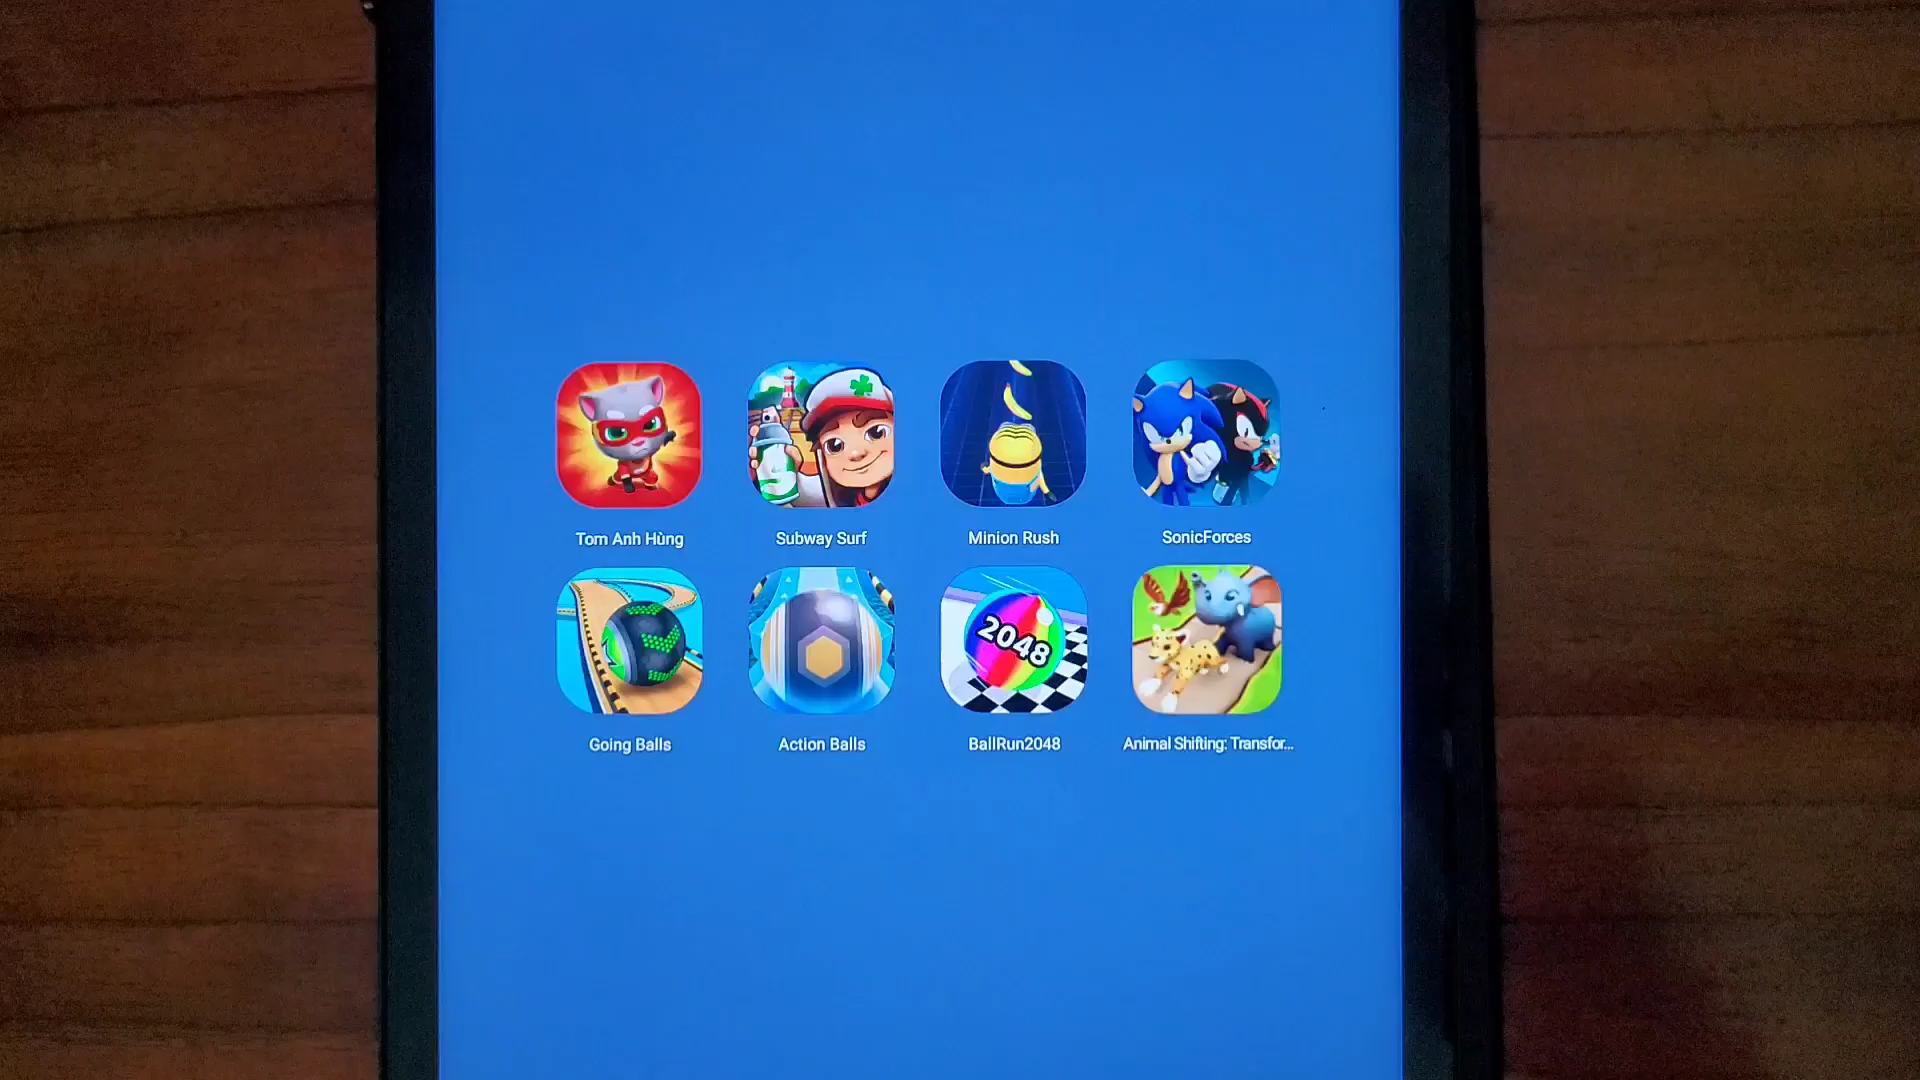 Tom Anh Hùng
Subway Surf
Minion Rush
SonicForces
2048
Going Balls
Action Balls
BallRun2048
Animal Shifting: Transfor...